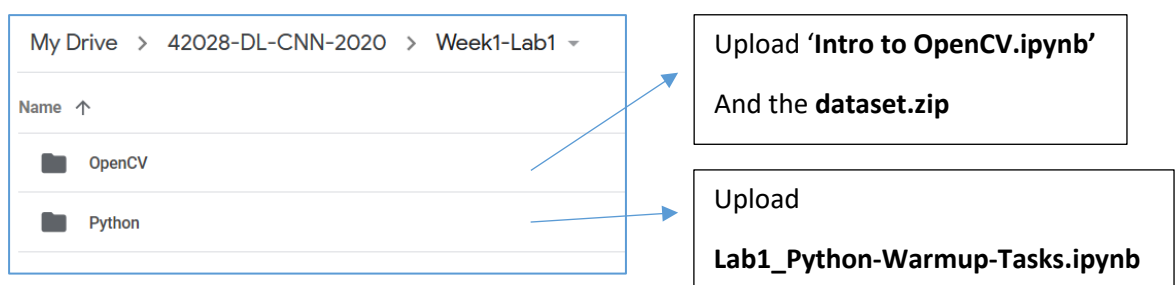 My Drive > 42028-DL-CNN-2020 > Week1-Lab1
Name ↑
OpenCV
Python
Upload ‘Intro to OpenCV.ipynb’
And the dataset.zip
Upload
Lab1_Python-Warmup-Tasks.ipynb